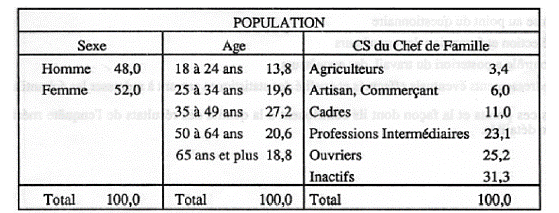 POPULATION
Sexe Age CS du Chef de Famille
Homme 48,0 18 à 24 ans 13,8 Agriculteurs 3,4
Femme 52,0 25 à 34 ans 19,6 Artisan, Commerçant 6,0
35 à 49 ans 27,2 Cadres 11,0
50 à 64 ans 20,6 Professions Intermédiaires 23,1
65 ans et plus 18,8 Ouvriers 25,2
Inactifs 31,3
Total 100,0 Total 100,0 Total 100,0